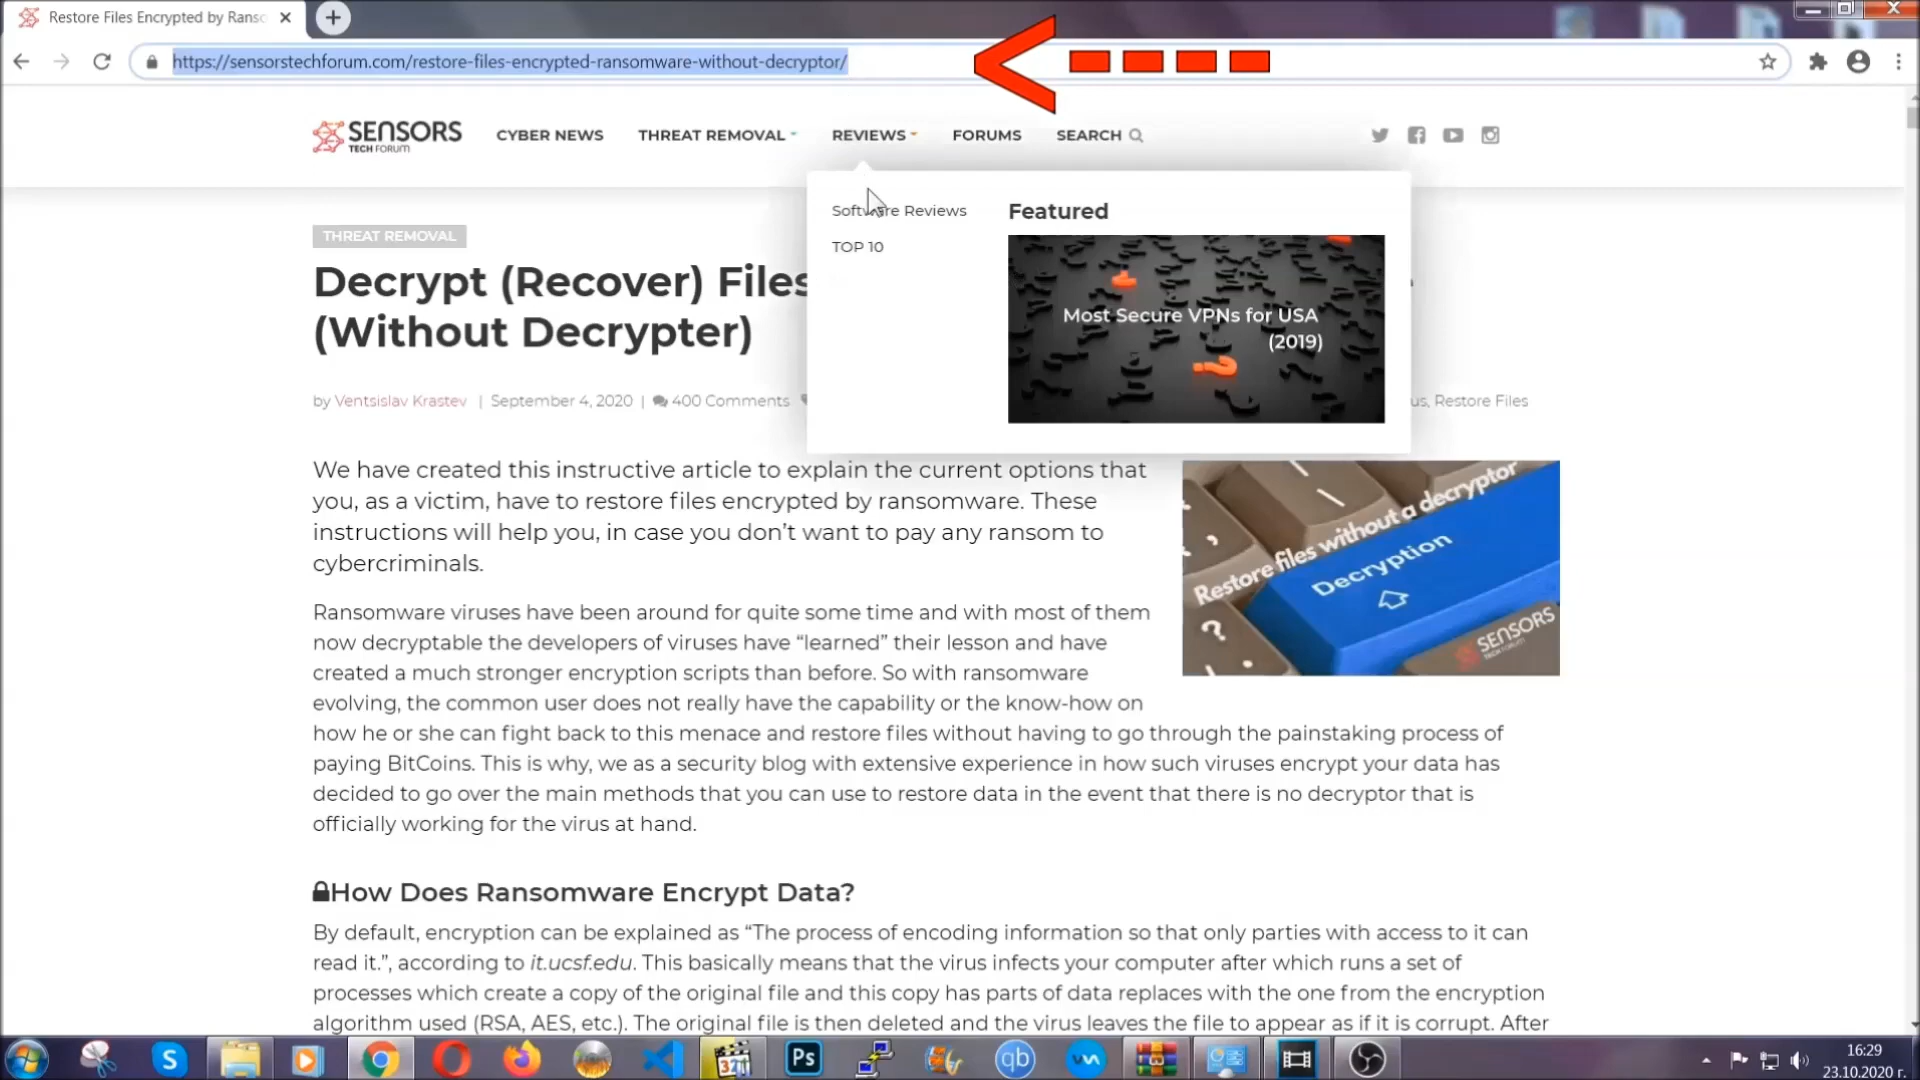 Restore Files Encrypted by Ranso
https://sensorstechforum.com/restore-files-encrypted-ransomware-without-decryptor/
SENSORS
TECH FORUM
CYBER NEWS
THREAT REMOVAL
REVIEWS
FORUMS
SEARCH
Software Reviews
TOP 10
Featured
Most Secure VPNs for USA
(2019)
THREAT REMOVAL
Decrypt (Recover) Files
(Without Decrypter)
by Ventsislav Krastev | September 4, 2020 | 400 Comments
us, Restore Files
We have created this instructive article to explain the current options that
you, as a victim, have to restore files encrypted by ransomware. These
instructions will help you, in case you don’t want to pay any ransom to
cybercriminals.
Restore files without a decryptor
Decryption
SENSORS
TECH FORUM
Ransomware viruses have been around for quite some time and with most of them
now decryptable the developers of viruses have “learned” their lesson and have
created a much stronger encryption scripts than before. So with ransomware
evolving, the common user does not really have the capability or the know-how on
how he or she can fight back to this menace and restore files without having to go through the painstaking process of
paying BitCoins. This is why, we as a security blog with extensive experience in how such viruses encrypt your data has
decided to go over the main methods that you can use to restore data in the event that there is no decryptor that is
officially working for the virus at hand.
How Does Ransomware Encrypt Data?
By default, encryption can be explained as “The process of encoding information so that only parties with access to it can
read it.”, according to it.ucsf.edu. This basically means that the virus infects your computer after which runs a set of
processes which create a copy of the original file and this copy has parts of data replaces with the one from the encryption
algorithm used (RSA, AES, etc.). The original file is then deleted and the virus leaves the file to appear as if it is corrupt. After
321
Ps
qb
16:29
23.10.2020 г.